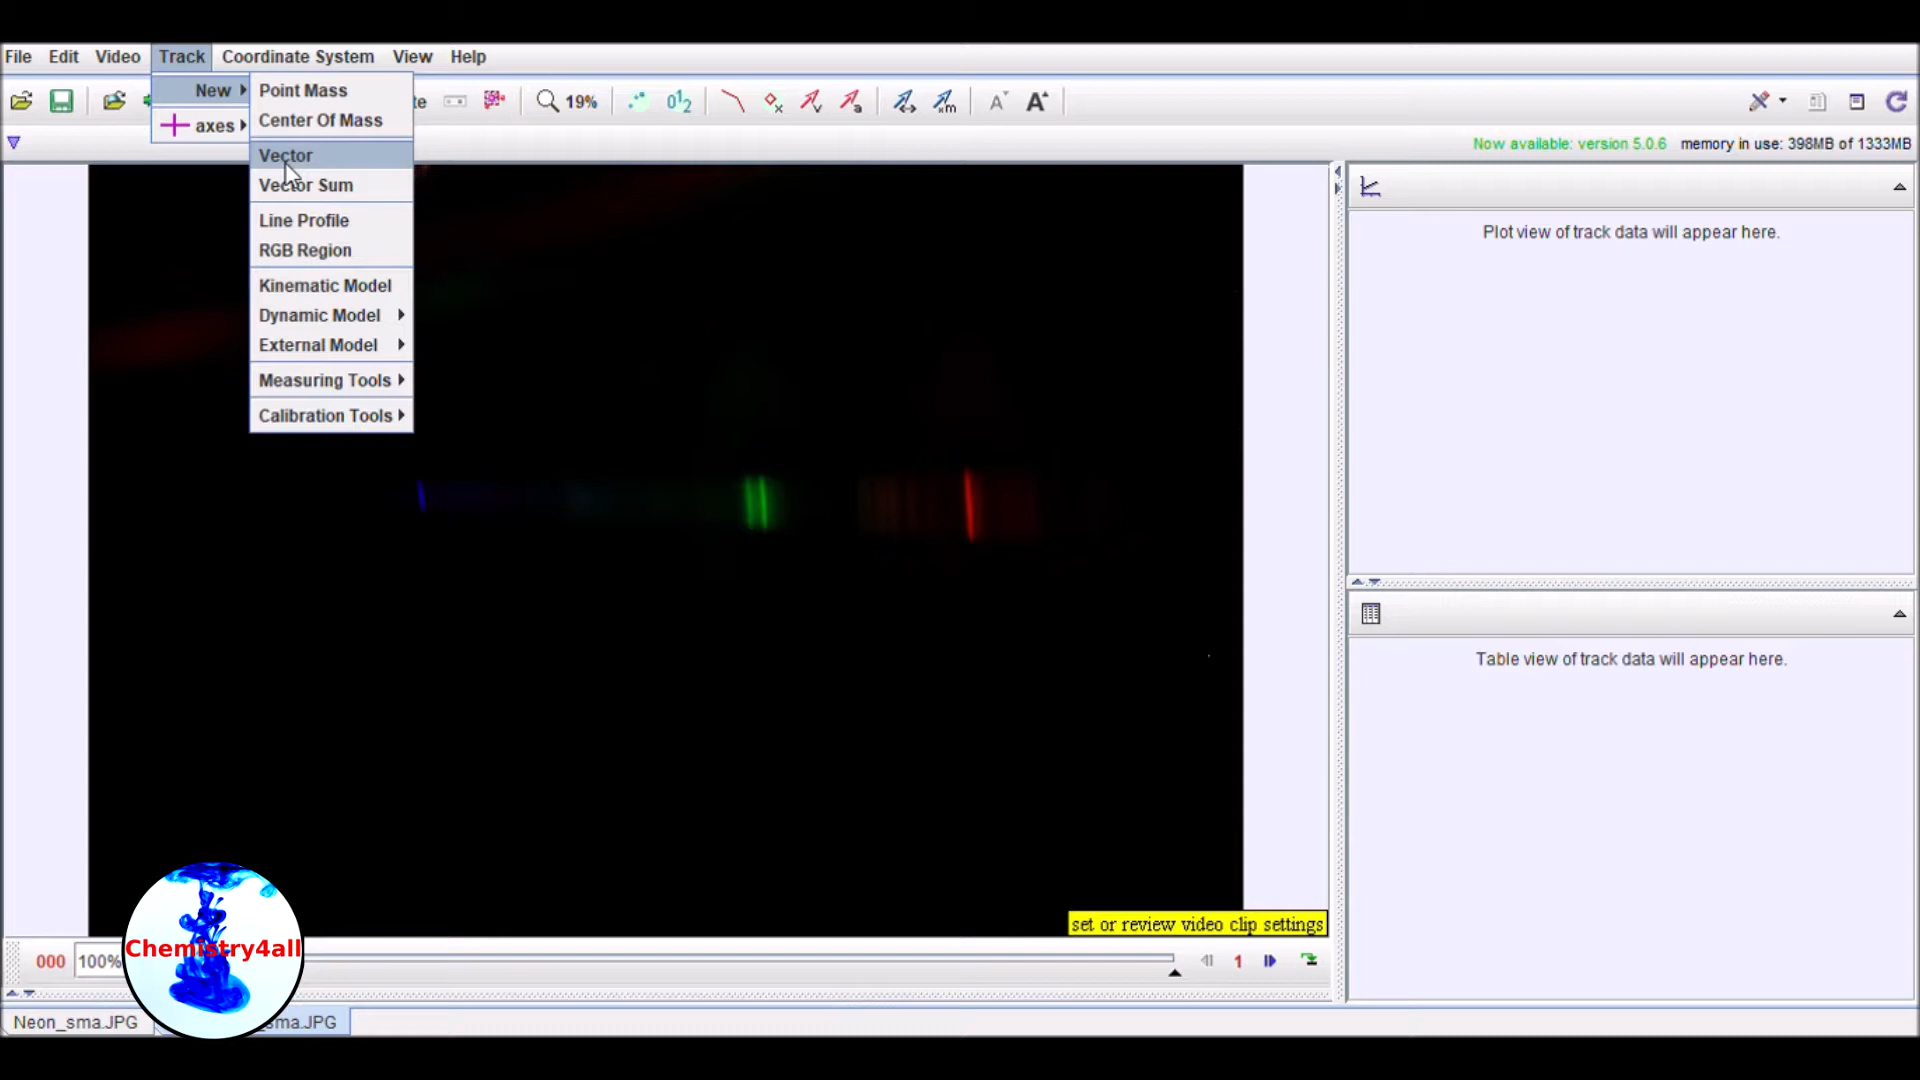 File Edit Video Track Coordinate System View Help
New Point Mass
te 19%
Center Of Mass
axes
Now available: version 5.0.6 memory in use: 398MB of 1333MB
Vector
Vector Sum
Line Profile
RGB Region
Kinematic Model
Dynamic Model
External Model
Measuring Tools
Calibration Tools
Plot view of track data will appear here.
Table view of track data will appear here.
set or review video clip settings
000 100% 1
Chemistry4all
Neon_sma.JPG _sma.JPG